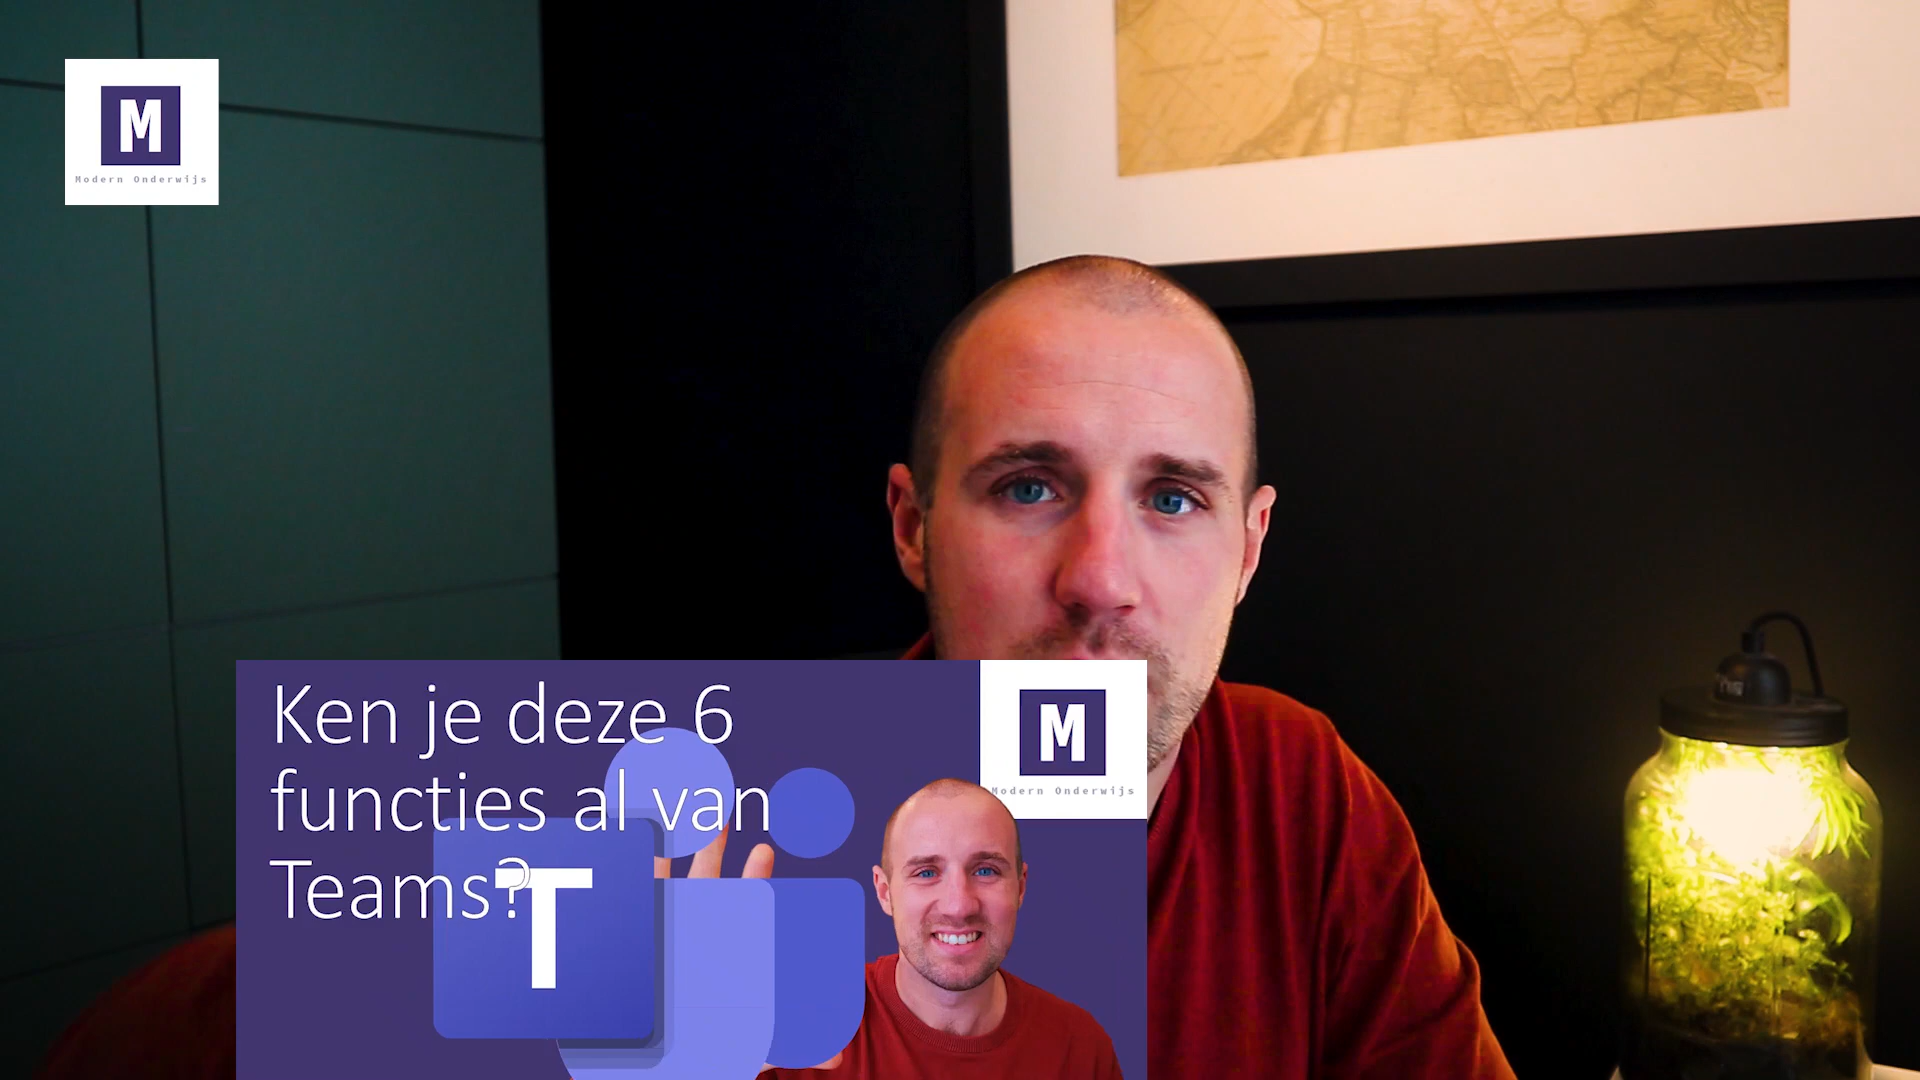 M
Modern Onderwijs
Ken je deze 6
functies al van
Teams?
T
M
Modern Onderwijs